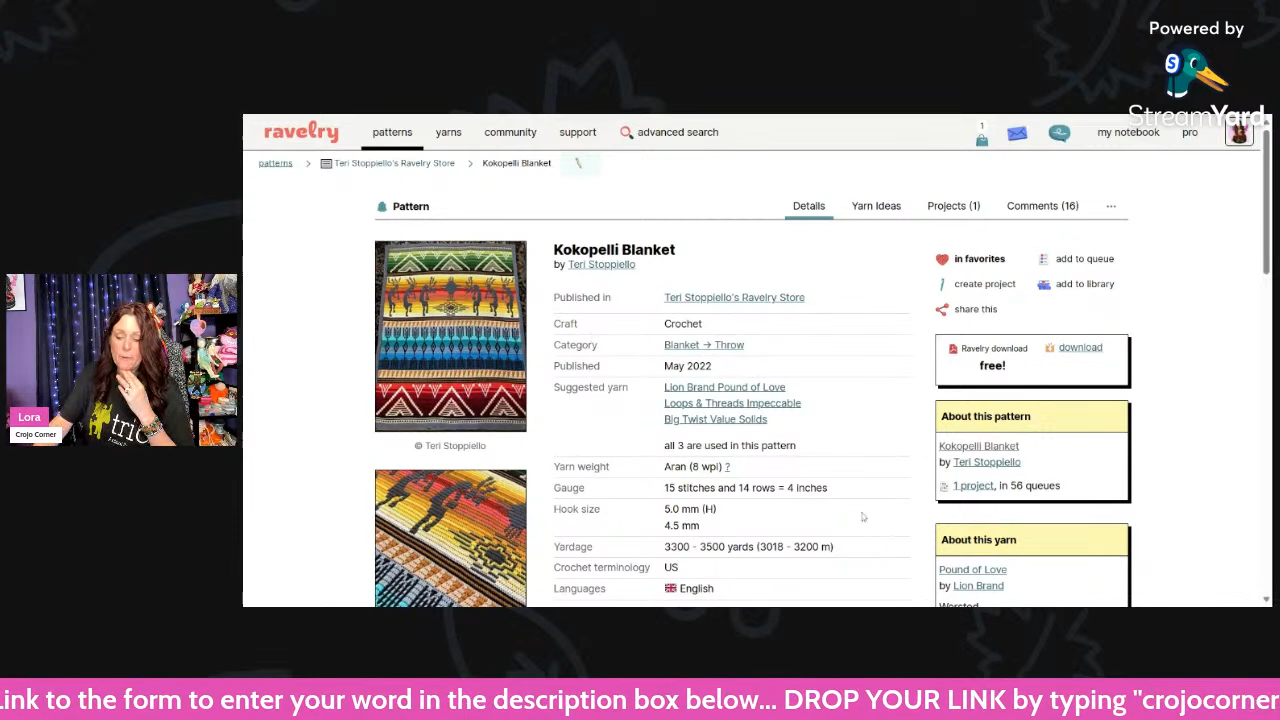 Powered by
StreamYard
ravelry
patterns
yarns
community
support
advanced search
1
my notebook
pro
patterns
Teri Stoppiello's Ravelry Store
Kokopelli Blanket
Pattern
Details
Yarn Ideas
Projects (1)
Comments (16)
Kokopelli Blanket
by Teri Stoppiello
Published in Teri Stoppiello's Ravelry Store
Craft Crochet
Category Blanket → Throw
Published May 2022
Suggested yarn Lion Brand Pound of Love
Loops & Threads Impeccable
Big Twist Value Solids
all 3 are used in this pattern
Yarn weight Aran (8 wpi) ?
Gauge 15 stitches and 14 rows = 4 inches
Hook size 5.0 mm (H)
4.5 mm
Yardage 3300 - 3500 yards (3018 - 3200 m)
Crochet terminology US
Languages English
© Teri Stoppiello
in favorites
add to queue
create project
add to library
share this
Ravelry download
free!
download
About this pattern
Kokopelli Blanket
by Teri Stoppiello
1 project, in 56 queues
About this yarn
Pound of Love
by Lion Brand
Worsted
Lora
Crojo Corner
Link to the form to enter your word in the description box below... DROP YOUR LINK by typing "crojocorner